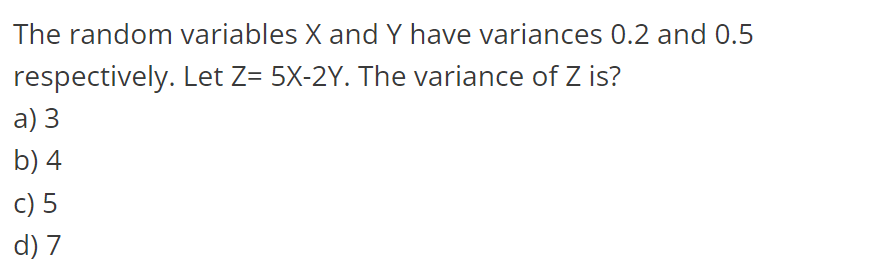 The random variables X and Y have variances 0.2 and 0.5
respectively. Let Z= 5X-2Y. The variance of Z is?
a) 3
b) 4
c) 5
d) 7